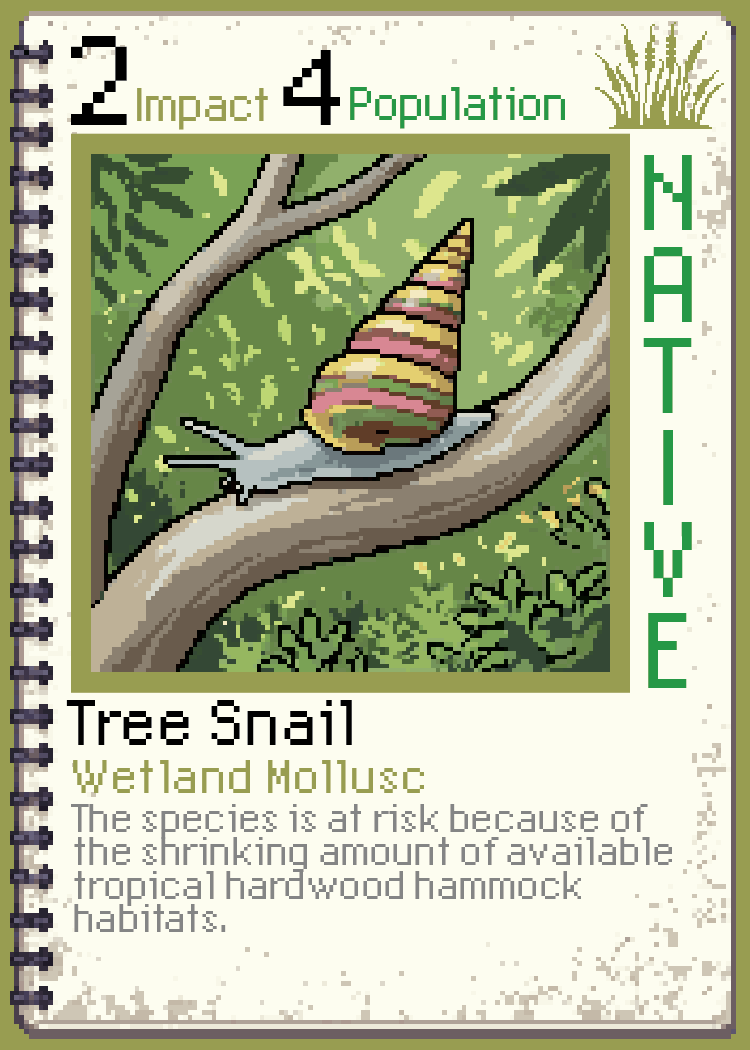 2 Impact 4 Population
NATIVE
Tree Snail
Wetland Mollusc
The species is at risk because of
the shrinking amount of available
tropical hardwood hammock
habitats.